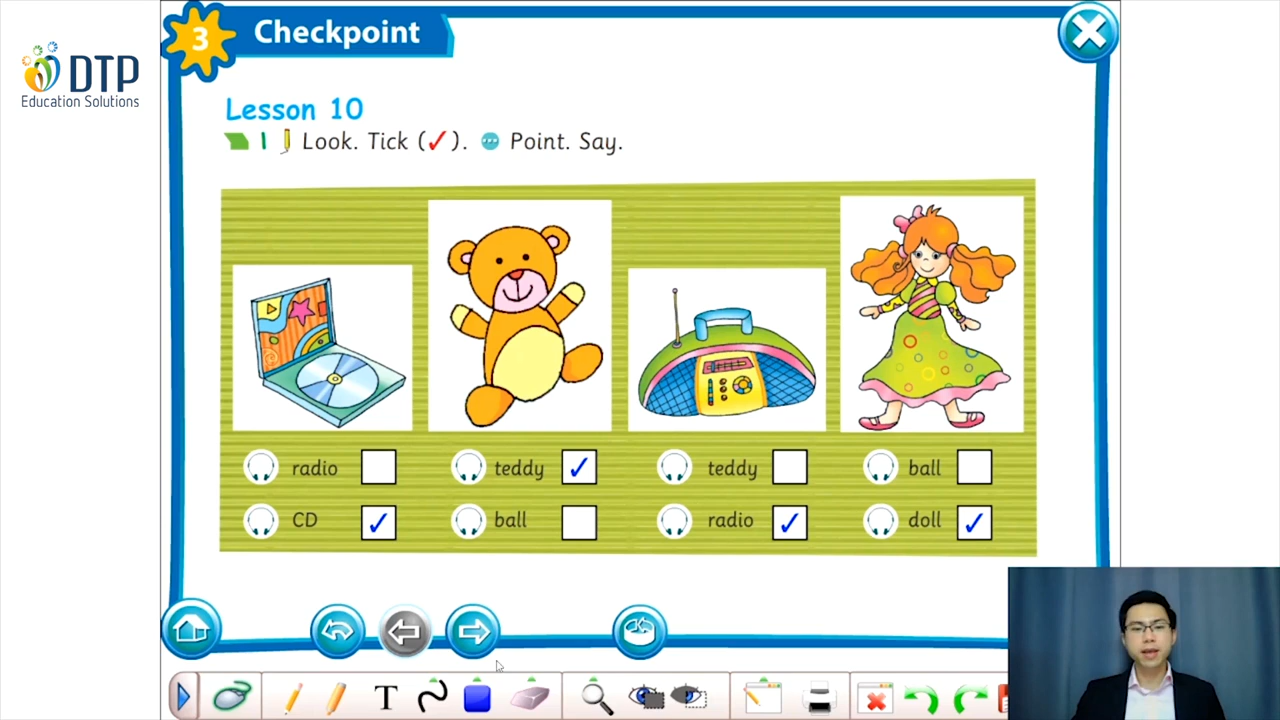 DTP
Education Solutions
3 Checkpoint
Lesson 10
1 Look. Tick (✓). Point. Say.
radio
teddy ✓
teddy
ball
CD ✓
ball
radio ✓
doll ✓
T